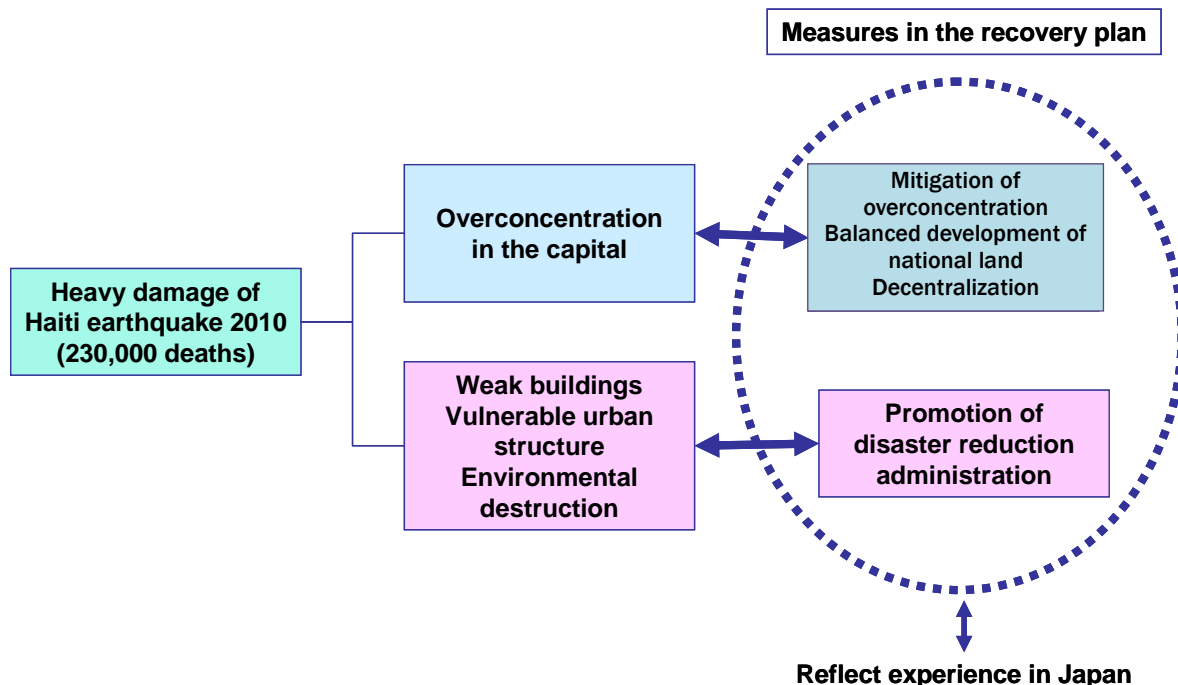 Measures in the recovery plan
Mitigation of
overconcentration
Balanced development of
national land
Decentralization
Overconcentration
in the capital
Heavy damage of
Haiti earthquake 2010
(230,000 deaths)
Weak buildings
Vulnerable urban
structure
Environmental
destruction
Promotion of
disaster reduction
administration
Reflect experience in Japan